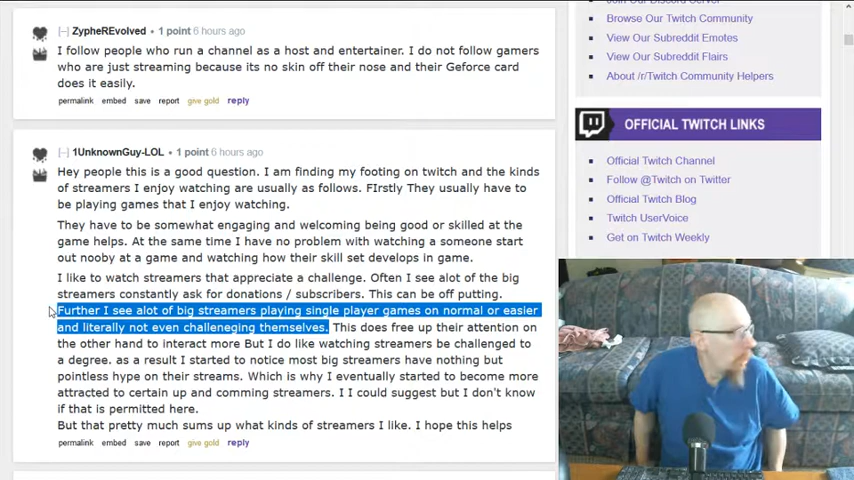 [–] ZypheREvolved • 1 point 6 hours ago
I follow people who run a channel as a host and entertainer. I do not follow gamers
who are just streaming because its no skin off their nose and their Geforce card
does it easily.
permalink embed save report give gold reply
[–] 1UnknownGuy-LOL • 1 point 6 hours ago
Hey people this is a good question. I am finding my footing on twitch and the kinds
of streamers I enjoy watching are usually as follows. FIrstly They usually have to
be playing games that I enjoy watching.
They have to be somewhat engaging and welcoming being good or skilled at the
game helps. At the same time I have no problem with watching a someone start
out nooby at a game and watching how their skill set develops in game.
I like to watch streamers that appreciate a challenge. Often I see alot of the big
streamers constantly ask for donations / subscribers. This can be off putting.
Further I see alot of big streamers playing single player games on normal or easier
and literally not even challeneging themselves. This does free up their attention on
the other hand to interact more But I do like watching streamers be challenged to
a degree. as a result I started to notice most big streamers have nothing but
pointless hype on their streams. Which is why I eventually started to become more
attracted to certain up and comming streamers. I I could suggest but I don't know
if that is permitted here.
But that pretty much sums up what kinds of streamers I like. I hope this helps
permalink embed save report give gold reply
Join Our Discord Server
Browse Our Twitch Community
View Our Subreddit Emotes
View Our Subreddit Flairs
About /r/Twitch Community Helpers
OFFICIAL TWITCH LINKS
Official Twitch Channel
Follow @Twitch on Twitter
Official Twitch Blog
Twitch UserVoice
Get on Twitch Weekly